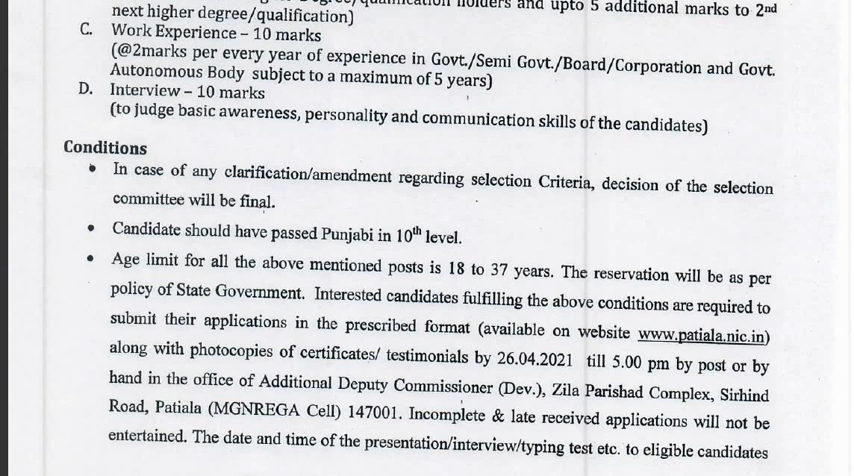 holders and upto 5 additional marks to 2nd
next higher degree/qualification)
C. Work Experience – 10 marks
(@2marks per every year of experience in Govt./Semi Govt./Board/Corporation and Govt.
Autonomous Body subject to a maximum of 5 years)
D. Interview – 10 marks
(to judge basic awareness, personality and communication skills of the candidates)
Conditions
• In case of any clarification/amendment regarding selection Criteria, decision of the selection
committee will be final.
• Candidate should have passed Punjabi in 10th level.
• Age limit for all the above mentioned posts is 18 to 37 years. The reservation will be as per
policy of State Government. Interested candidates fulfilling the above conditions are required to
submit their applications in the prescribed format (available on website www.patiala.nic.in)
along with photocopies of certificates/ testimonials by 26.04.2021 till 5.00 pm by post or by
hand in the office of Additional Deputy Commissioner (Dev.), Zila Parishad Complex, Sirhind
Road, Patiala (MGNREGA Cell) 147001. Incomplete & late received applications will not be
entertained. The date and time of the presentation/interview/typing test etc. to eligible candidates